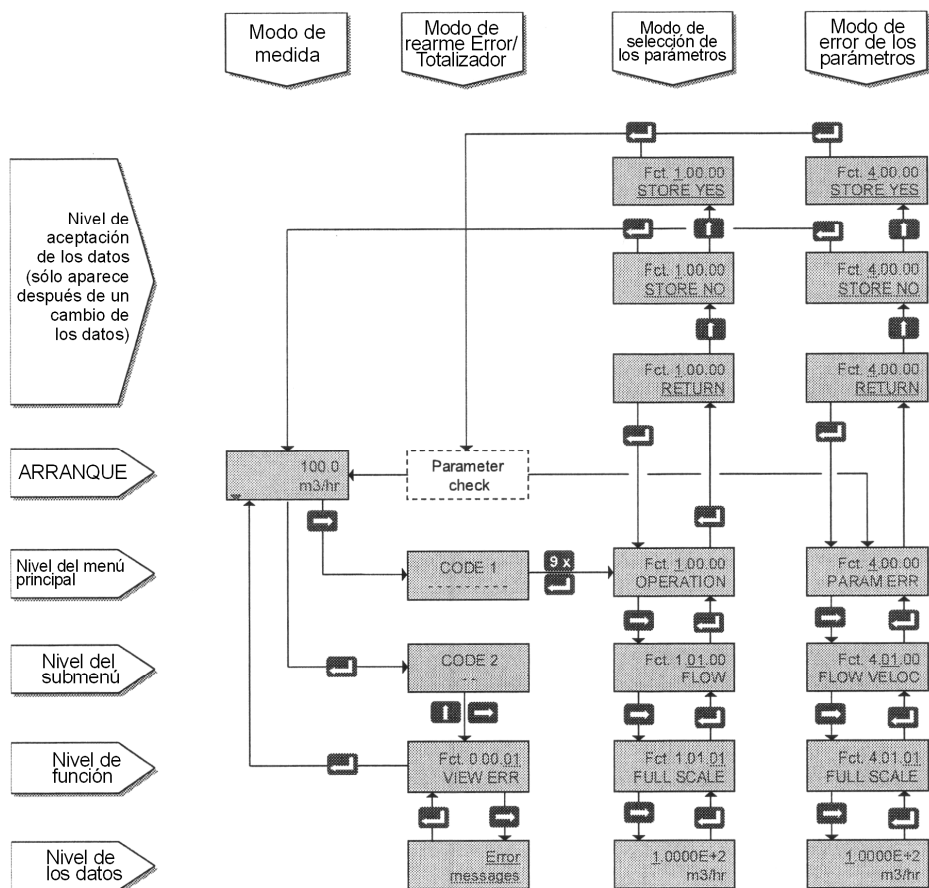 Modo de
medida
Modo de
rearme Error/
Totalizador
Modo de
selección de
los parámetros
Modo de
error de los
parámetros
Nivel de
aceptación
de los datos
(sólo aparece
después de un
cambio de
los datos)
Fct. 1.00.00
STORE YES
Fct. 4.00.00
STORE YES
Fct. 1.00.00
STORE NO
Fct. 4.00.00
STORE NO
Fct. 1.00.00
RETURN
Fct. 4.00.00
RETURN
ARRANQUE
100.0
m3/hr
Parameter
check
Nivel del menú
principal
CODE 1
- - - - - - - - -
9 x
Fct. 1.00.00
OPERATION
Fct. 4.00.00
PARAM ERR
Nivel del
submenú
CODE 2
- -
Fct. 1.01.00
FLOW
Fct. 4.01.00
FLOW VELOC
Nivel de
función
Fct. 0.00.01
VIEW ERR
Fct. 1.01.01
FULL SCALE
Fct. 4.01.01
FULL SCALE
Nivel de
los datos
Error
messages
1.0000E+2
m3/hr
1.0000E+2
m3/hr